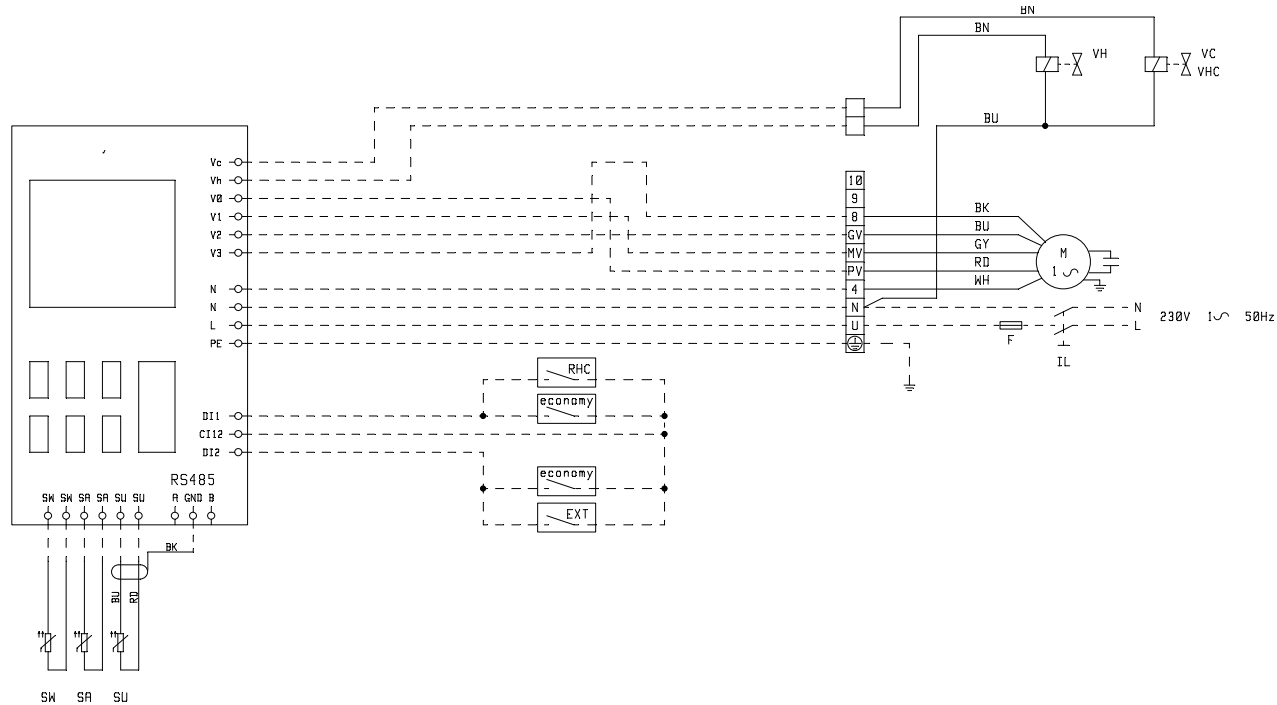 BN
BN
VH
VC
VHC
BU
Vc
Vh
V0
V1
V2
V3
N
N
L
PE
10
9
8
GV
MV
PV
4
N
U
BK
BU
GY
RD
WH
M
1
N
L
230V 1 50Hz
F
IL
RHC
economy
DI1
CI12
DI2
economy
EXT
RS485
SW SW SA SA SU SU A GND B
BK
BU RD
SW SA SU